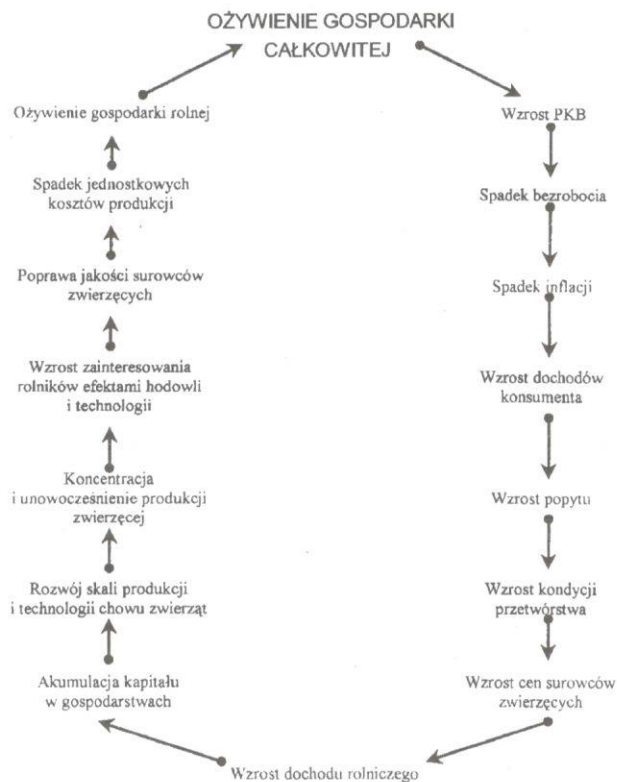 OŻYWIENIE GOSPODARKI
CAŁKOWITEJ
Wzrost PKB
Spadek bezrobocia
Spadek inflacji
Wzrost dochodów
konsumenta
Wzrost popytu
Wzrost kondycji
przetwórstwa
Wzrost cen surowców
zwierzęcych
Wzrost dochodu rolniczego
Akumulacja kapitału
w gospodarstwach
Rozwój skali produkcji
i technologii chowu zwierząt
Koncentracja
i unowocześnienie produkcji
zwierzęcej
Wzrost zainteresowania
rolników efektami hodowli
i technologii
Poprawa jakości surowców
zwierzęcych
Spadek jednostkowych
kosztów produkcji
Ożywienie gospodarki rolnej